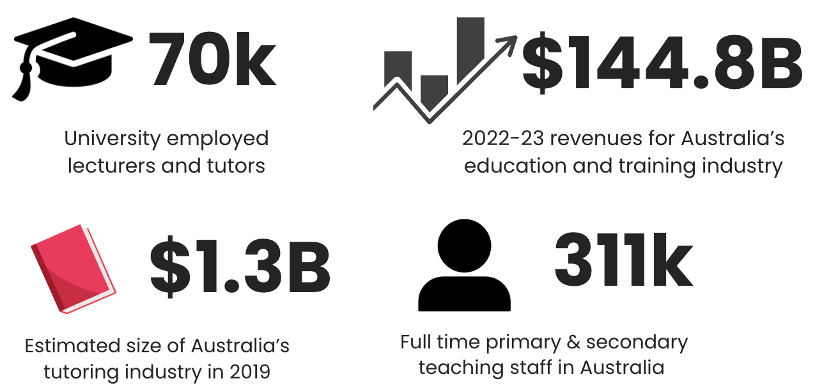 70k
University employed
lecturers and tutors
$144.8B
2022-23 revenues for Australia's
education and training industry
$1.3B
Estimated size of Australia's
tutoring industry in 2019
311k
Full time primary & secondary
teaching staff in Australia